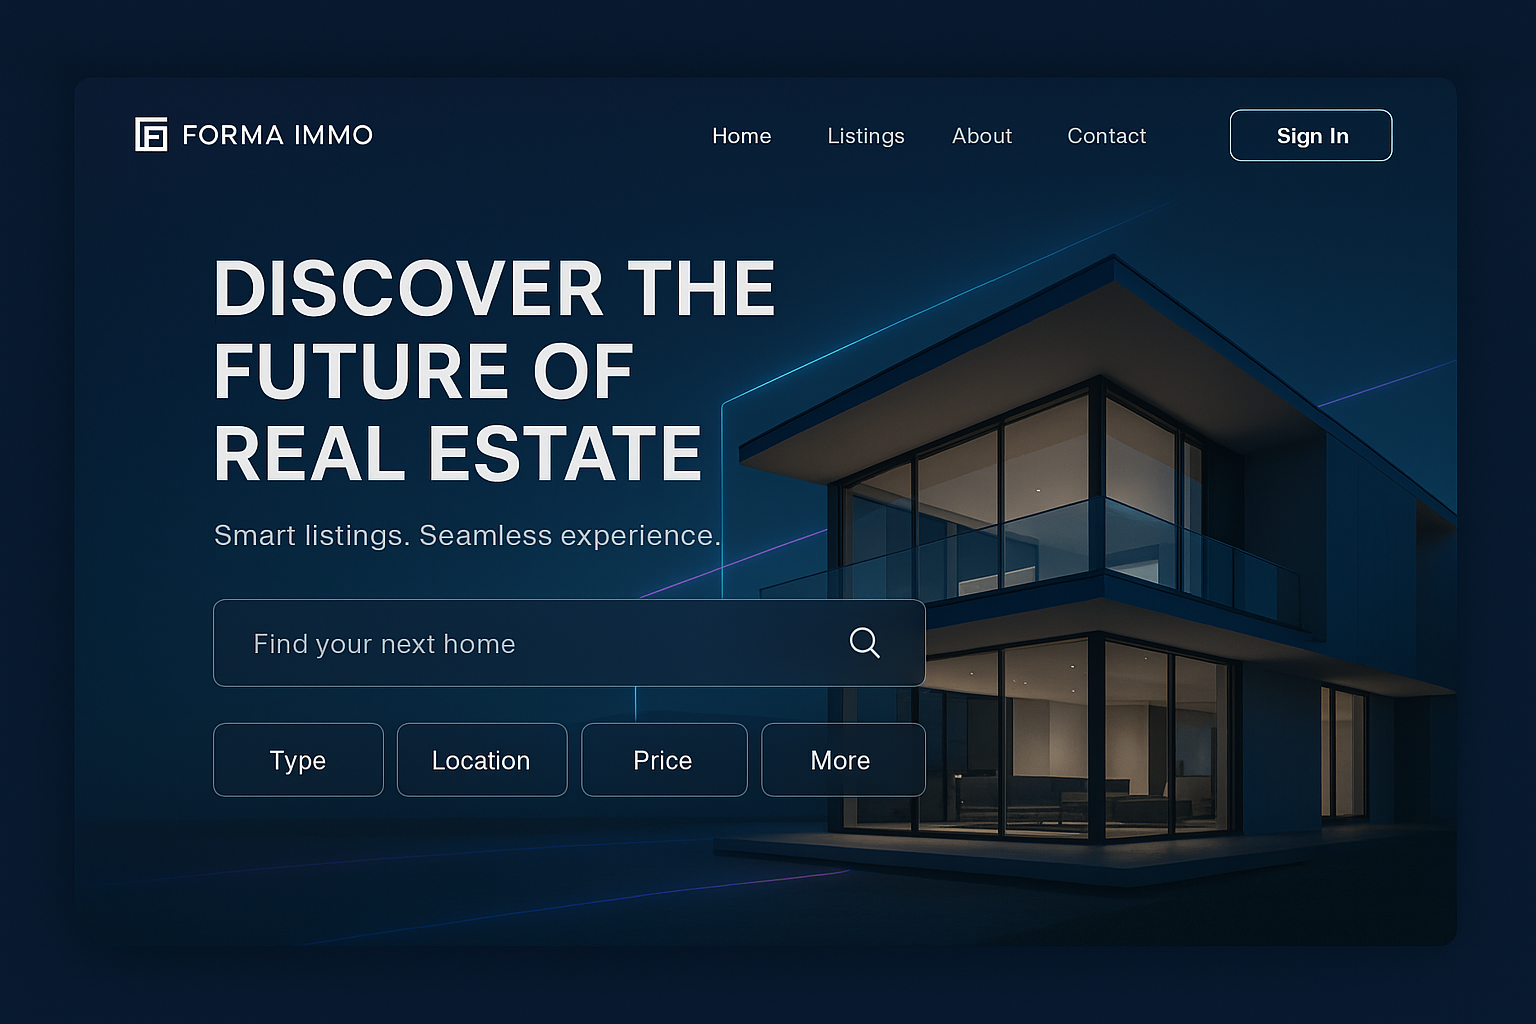 FORMA IMMO
Home
Listings
About
Contact
Sign In
DISCOVER THE
FUTURE OF
REAL ESTATE
Smart listings. Seamless experience.
Find your next home
Type
Location
Price
More